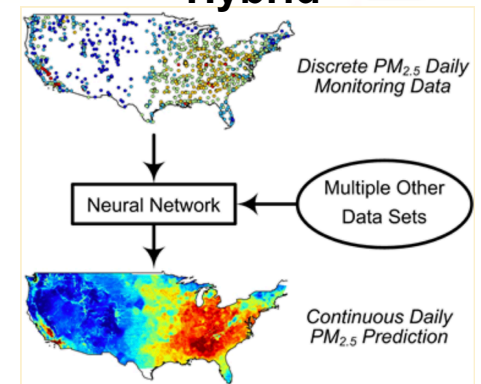 Hybrid
Discrete PM2.5 Daily
Monitoring Data
Multiple Other
Data Sets
Neural Network
Continuous Daily
PM2.5 Prediction